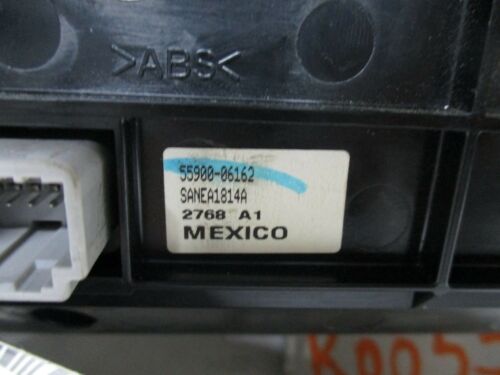 >ABS<
55900-06162
SANEA1814A
2768 A1
MEXICO